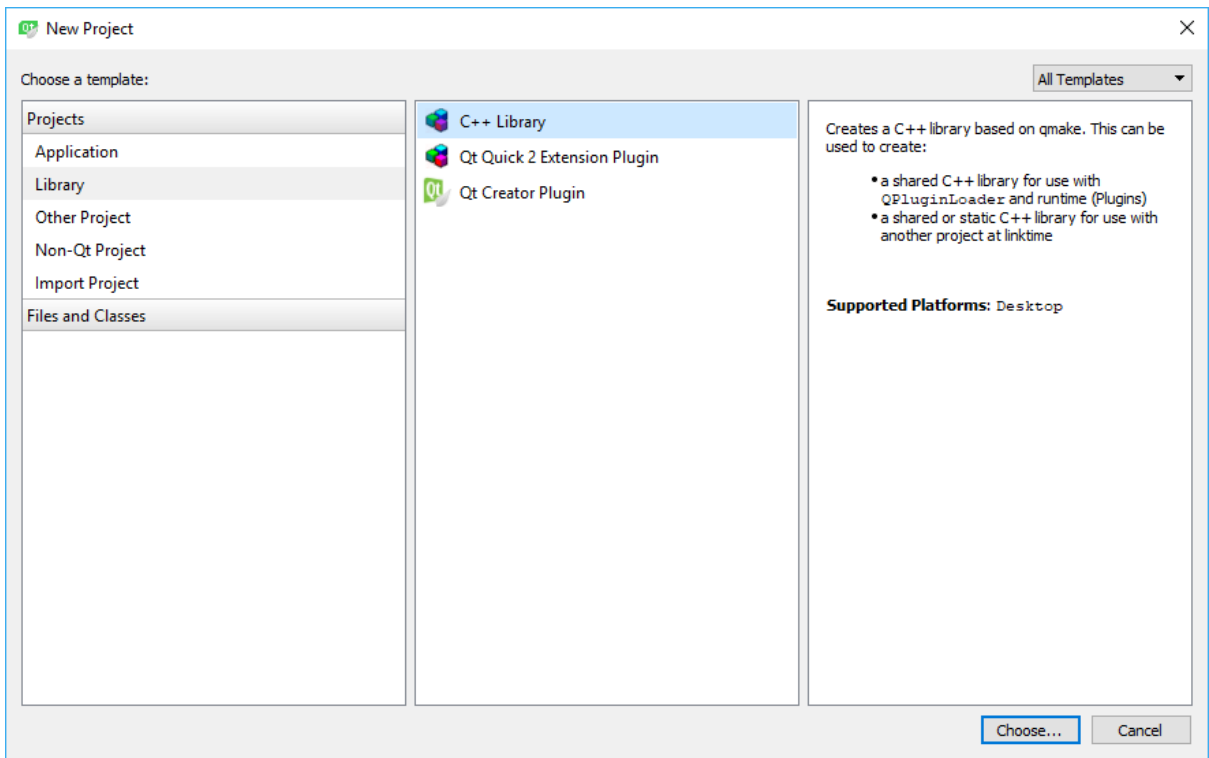 New Project
Choose a template:
All Templates
Projects
Application
Library
Other Project
Non-Qt Project
Import Project
Files and Classes
C++ Library
Qt Quick 2 Extension Plugin
Qt Creator Plugin
Creates a C++ library based on qmake. This can be
used to create:
• a shared C++ library for use with
QPluginLoader and runtime (Plugins)
• a shared or static C++ library for use with
another project at linktime
Supported Platforms: Desktop
Choose...
Cancel